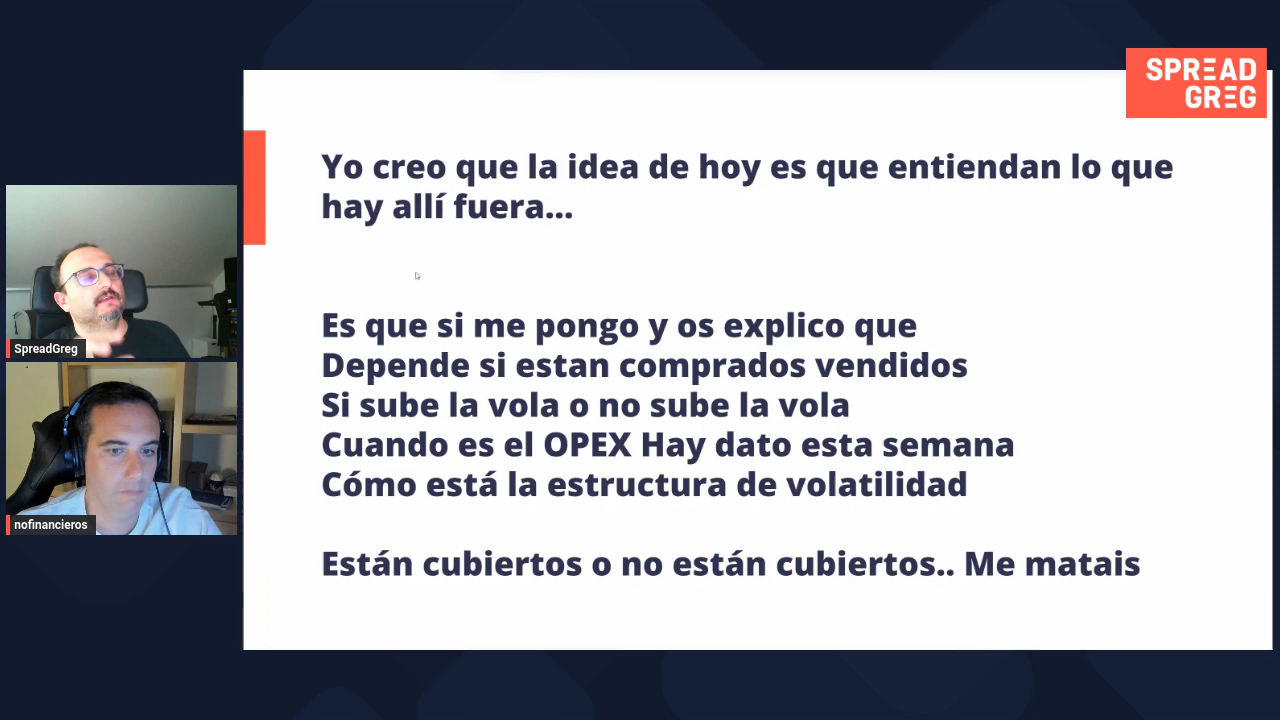 SPREAD
GREG
Yo creo que la idea de hoy es que entiendan lo que
hay allí fuera...
Es que si me pongo y os explico que
Depende si estan comprados vendidos
Si sube la vola o no sube la vola
Cuando es el OPEX Hay dato esta semana
Cómo está la estructura de volatilidad
Están cubiertos o no están cubiertos.. Me matais
SpreadGreg
nofinancieros